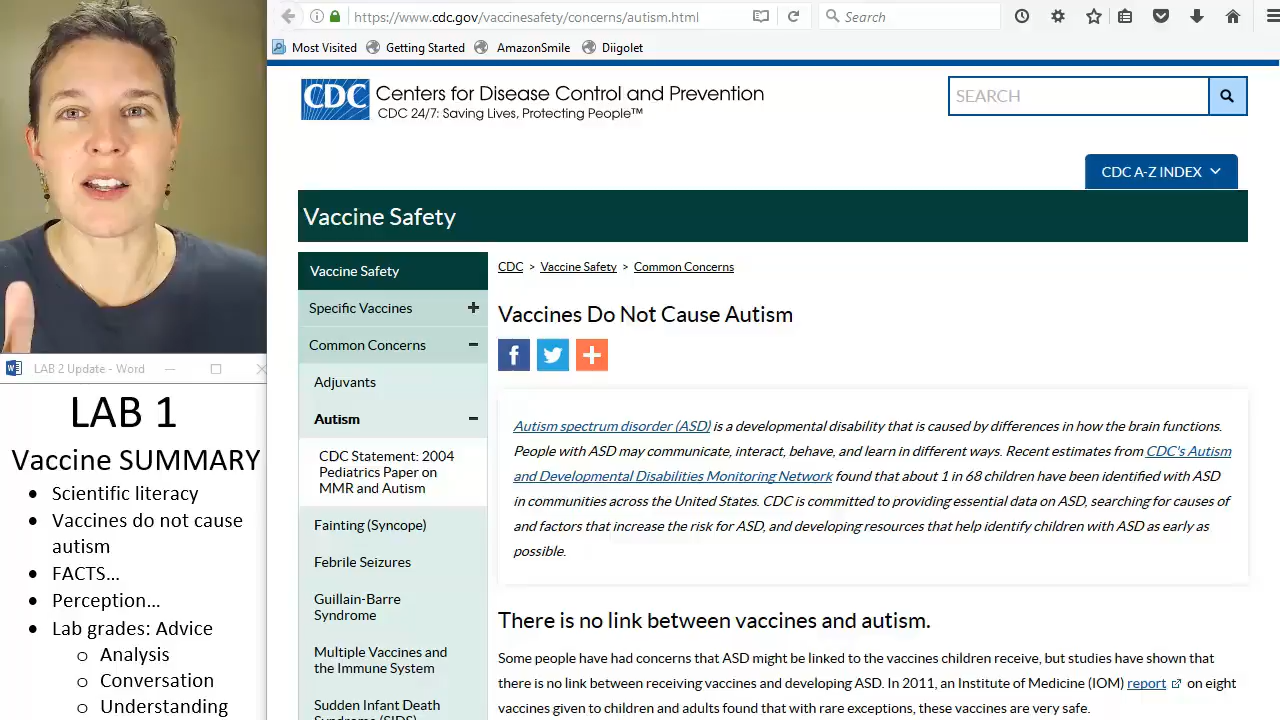 https://www.cdc.gov/vaccinesafety/concerns/autism.html
Search
Most Visited
Getting Started
AmazonSmile
Diigolet
CDC
Centers for Disease Control and Prevention
CDC 24/7: Saving Lives, Protecting People™
SEARCH
CDC A-Z INDEX
Vaccine Safety
Vaccine Safety
Specific Vaccines
Common Concerns
Adjuvants
Autism
CDC Statement: 2004
Pediatrics Paper on
MMR and Autism
Fainting (Syncope)
Febrile Seizures
Guillain-Barre
Syndrome
Multiple Vaccines and
the Immune System
Sudden Infant Death
Syndrome (SIDS)
CDC > Vaccine Safety > Common Concerns
Vaccines Do Not Cause Autism
Autism spectrum disorder (ASD) is a developmental disability that is caused by differences in how the brain functions.
People with ASD may communicate, interact, behave, and learn in different ways. Recent estimates from CDC's Autism
and Developmental Disabilities Monitoring Network found that about 1 in 68 children have been identified with ASD
in communities across the United States. CDC is committed to providing essential data on ASD, searching for causes of
and factors that increase the risk for ASD, and developing resources that help identify children with ASD as early as
possible.
There is no link between vaccines and autism.
Some people have had concerns that ASD might be linked to the vaccines children receive, but studies have shown that
there is no link between receiving vaccines and developing ASD. In 2011, an Institute of Medicine (IOM) report on eight
vaccines given to children and adults found that with rare exceptions, these vaccines are very safe.
LAB 2 Update - Word
LAB 1
Vaccine SUMMARY
• Scientific literacy
• Vaccines do not cause
autism
• FACTS…
• Perception…
• Lab grades: Advice
o Analysis
o Conversation
o Understanding